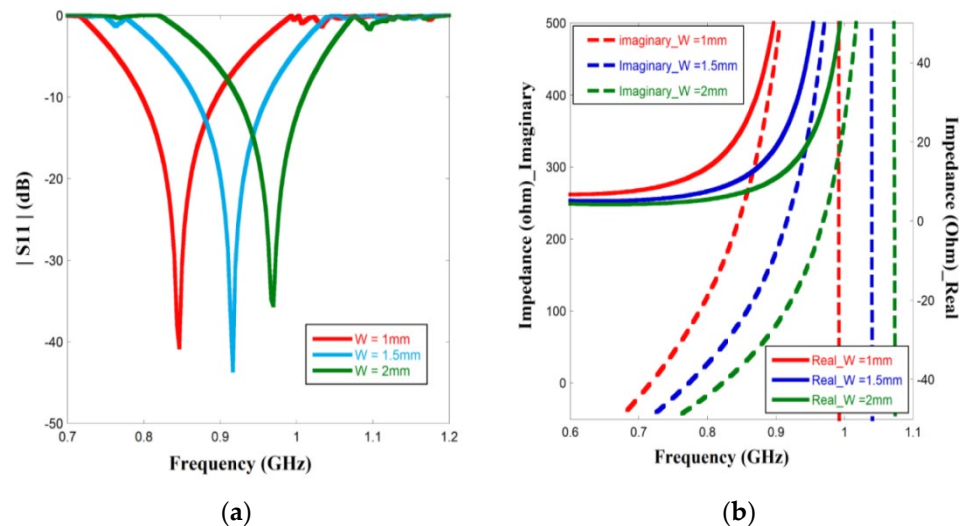 0
-10
-20
-30
-40
-50
| S11 | (dB)
0.7 0.8 0.9 1 1.1 1.2
Frequency (GHz)
W = 1mm
W = 1.5mm
W = 2mm
(a)
500
400
300
200
100
0
Impedance (ohm)_Imaginary
imaginary_W =1mm
Imaginary_W =1.5mm
Imaginary_W =2mm
40
20
0
-20
-40
Impedance (Ohm)_Real
Real_W =1mm
Real_W =1.5mm
Real_W =2mm
0.6 0.7 0.8 0.9 1 1.1
Frequency (GHz)
(b)